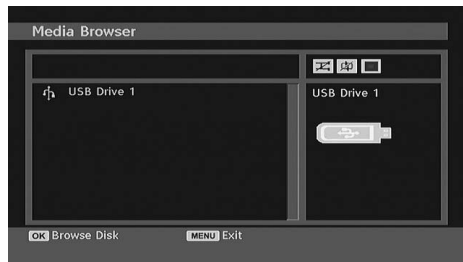 Media Browser
USB Drive 1
USB Drive 1
OK Browse Disk
MENU Exit